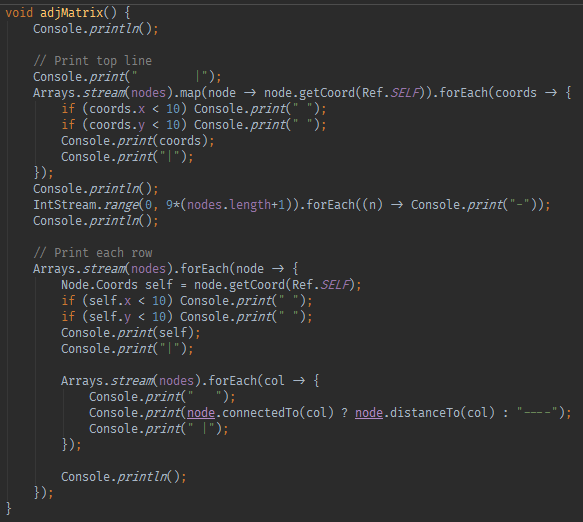 void adjMatrix() {
    Console.println();

    // Print top line
    Console.print("        |");
    Arrays.stream(nodes).map(node -> node.getCoord(Ref.SELF)).forEach(coords -> {
        if (coords.x < 10) Console.print(" ");
        if (coords.y < 10) Console.print(" ");
        Console.print(coords);
        Console.print("|");
    });
    Console.println();
    IntStream.range(0, 9*(nodes.length+1)).forEach((n) -> Console.print("-"));
    Console.println();

    // Print each row
    Arrays.stream(nodes).forEach(node -> {
        Node.Coords self = node.getCoord(Ref.SELF);
        if (self.x < 10) Console.print(" ");
        if (self.y < 10) Console.print(" ");
        Console.print(self);
        Console.print("|");

        Arrays.stream(nodes).forEach(col -> {
            Console.print("   ");
            Console.print(node.connectedTo(col) ? node.distanceTo(col) : "----");
            Console.print(" |");
        });

        Console.println();
    });
}